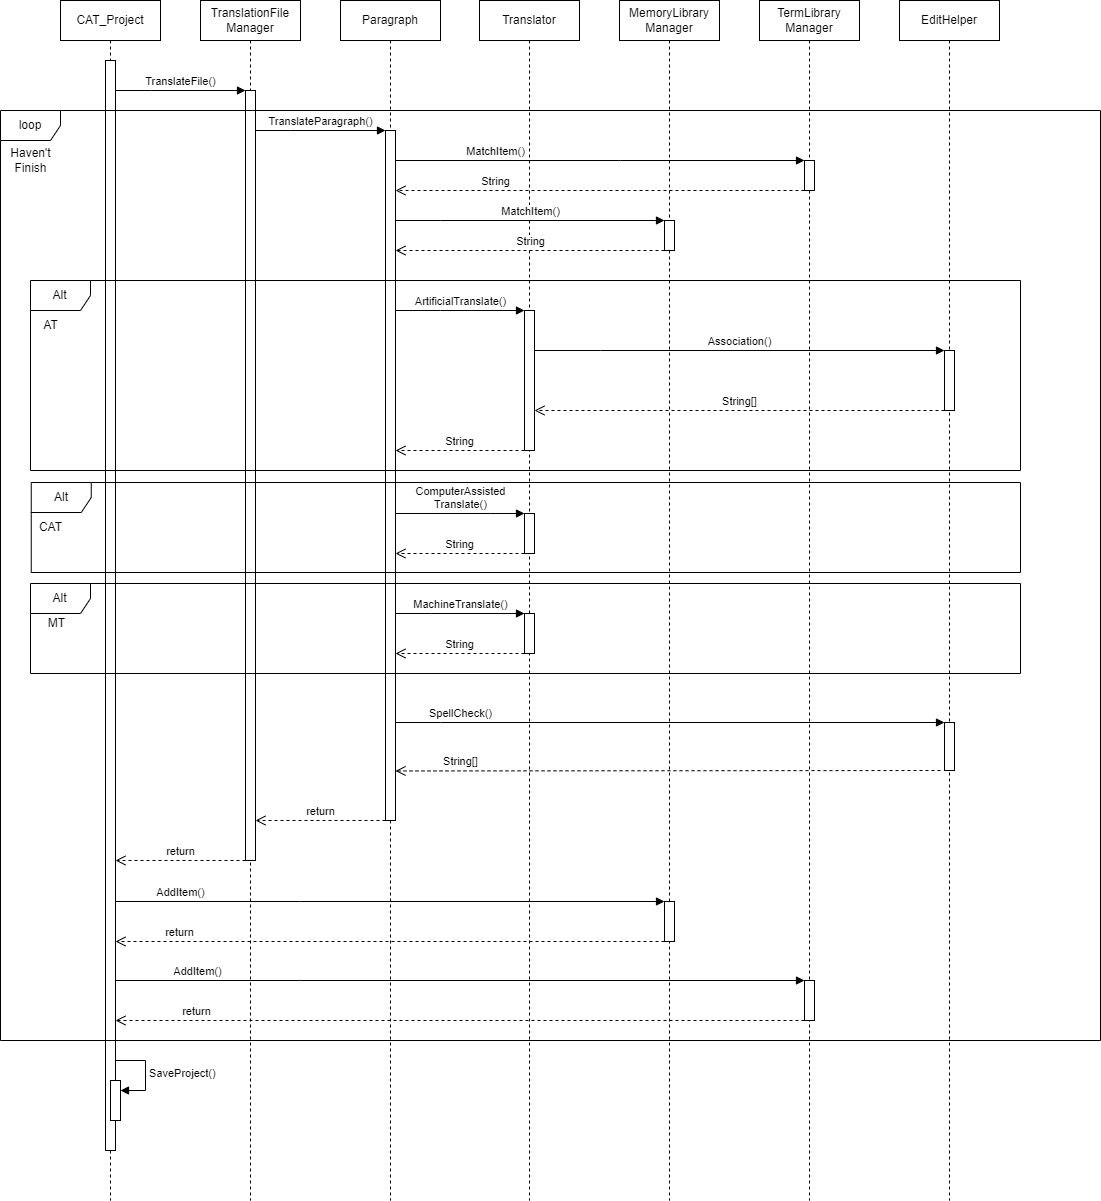 CAT_Project
TranslationFile
Manager
Paragraph
Translator
MemoryLibrary
Manager
TermLibrary
Manager
EditHelper
TranslateFile()
loop
Haven't
Finish
TranslateParagraph()
MatchItem()
String
MatchItem()
String
Alt
AT
ArtificialTranslate()
Association()
String[]
String
Alt
CAT
ComputerAssisted
Translate()
String
Alt
MT
MachineTranslate()
String
SpellCheck()
String[]
return
return
AddItem()
return
AddItem()
return
SaveProject()